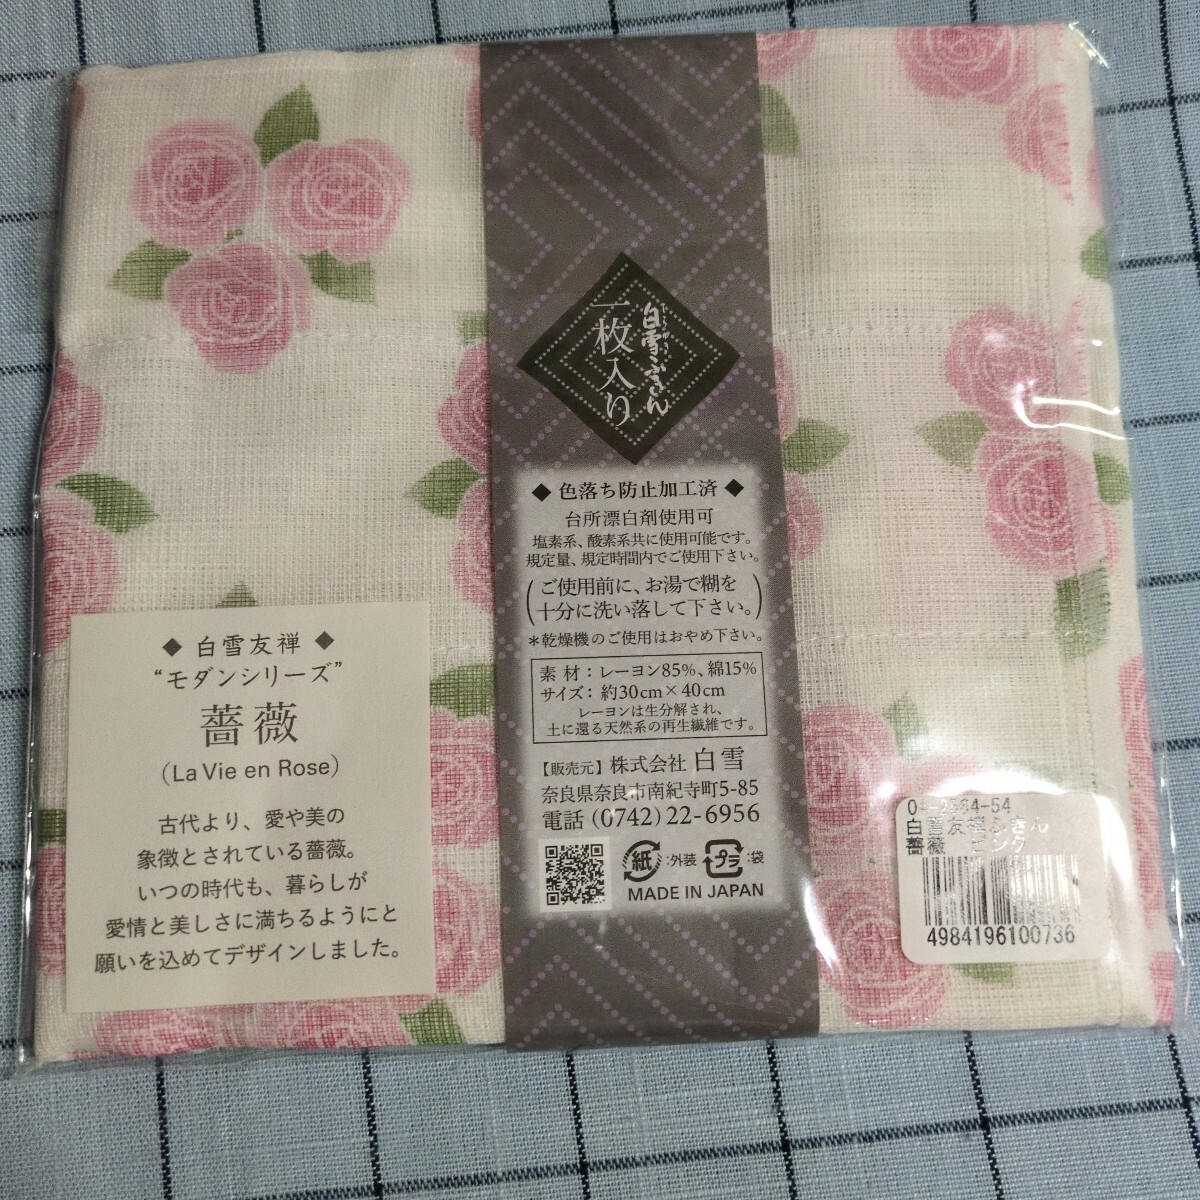 白雪ふきん
一枚入り
◆ 色落ち防止加工済 ◆
台所漂白剤使用可
塩素系、酸素系共に使用可能です。
規定量、規定時間内でご使用下さい。
(ご使用前に、お湯で糊を
十分に洗い落して下さい。)
*乾燥機のご使用はおやめ下さい。
素 材：レーヨン85%、綿15%
サイズ：約30cm×40cm
レーヨンは生分解され、
土に還る天然系の再生繊維です。
【販売元】株式会社 白雪
奈良県奈良市南紀寺町5-85
電話 (0742) 22-6956
紙:外装 プラ:袋
MADE IN JAPAN
◆ 白雪友禅 ◆
“モダンシリーズ”
薔薇
(La Vie en Rose)
古代より、愛や美の
象徴とされている薔薇。
いつの時代も、暮らしが
愛情と美しさに満ちるようにと
願いを込めてデザインしました。
白雪友禅ふきん
薔薇 ピンク
4984196100736